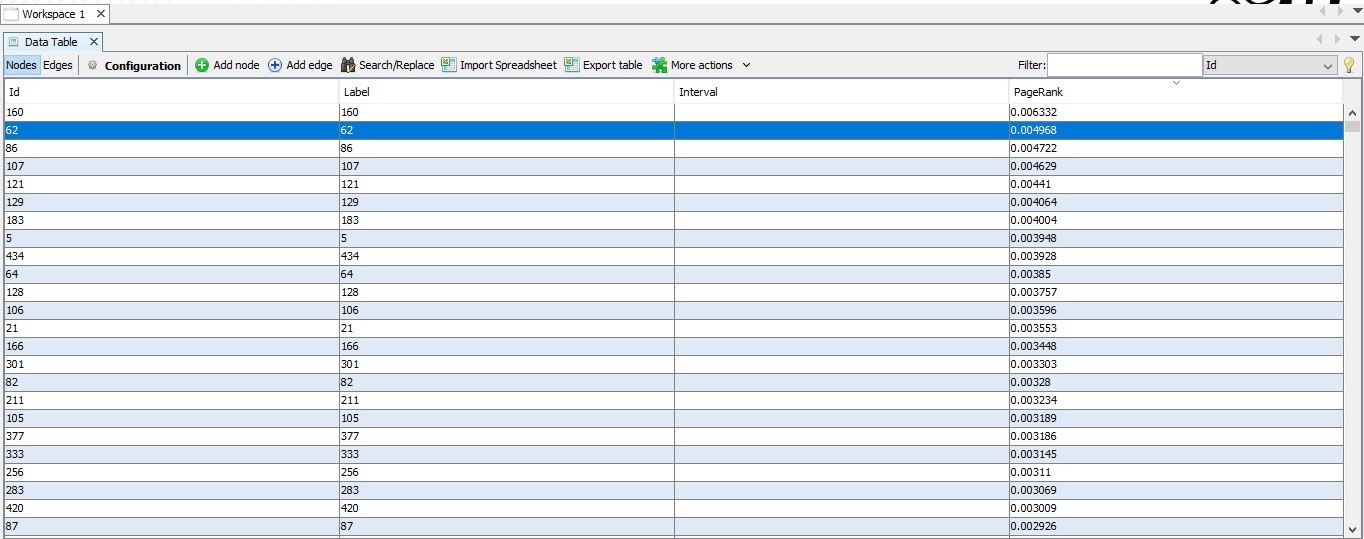 Workspace 1
Data Table
Nodes Edges Configuration Add node Add edge Search/Replace Import Spreadsheet Export table More actions Filter: Id
Id Label Interval PageRank
160 160 0.006332
62 62 0.004968
86 86 0.004722
107 107 0.004629
121 121 0.00441
129 129 0.004064
183 183 0.004004
5 5 0.003948
434 434 0.003928
64 64 0.00385
128 128 0.003757
106 106 0.003596
21 21 0.003553
166 166 0.003448
301 301 0.003303
82 82 0.00328
211 211 0.003234
105 105 0.003189
377 377 0.003186
333 333 0.003145
256 256 0.00311
283 283 0.003069
420 420 0.003009
87 87 0.002926